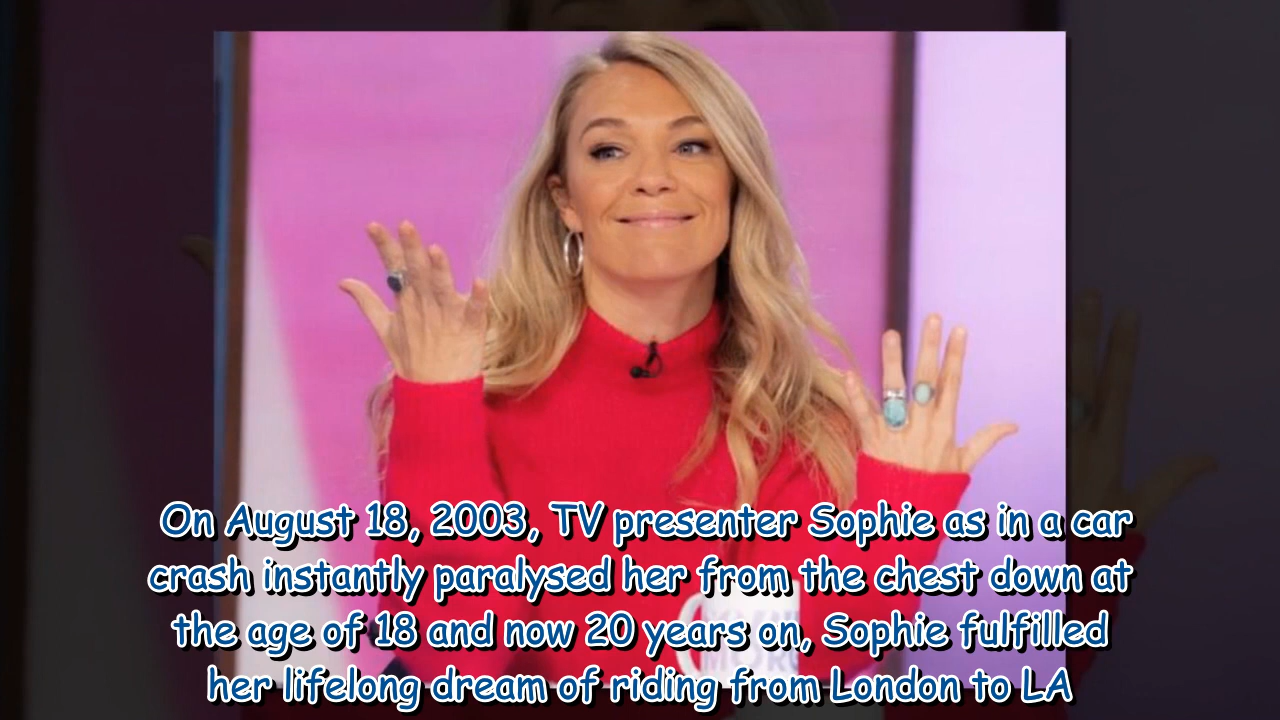 On August 18, 2003, TV presenter Sophie as in a car
crash instantly paralysed her from the chest down at
the age of 18 and now 20 years on, Sophie fulfilled
her lifelong dream of riding from London to LA